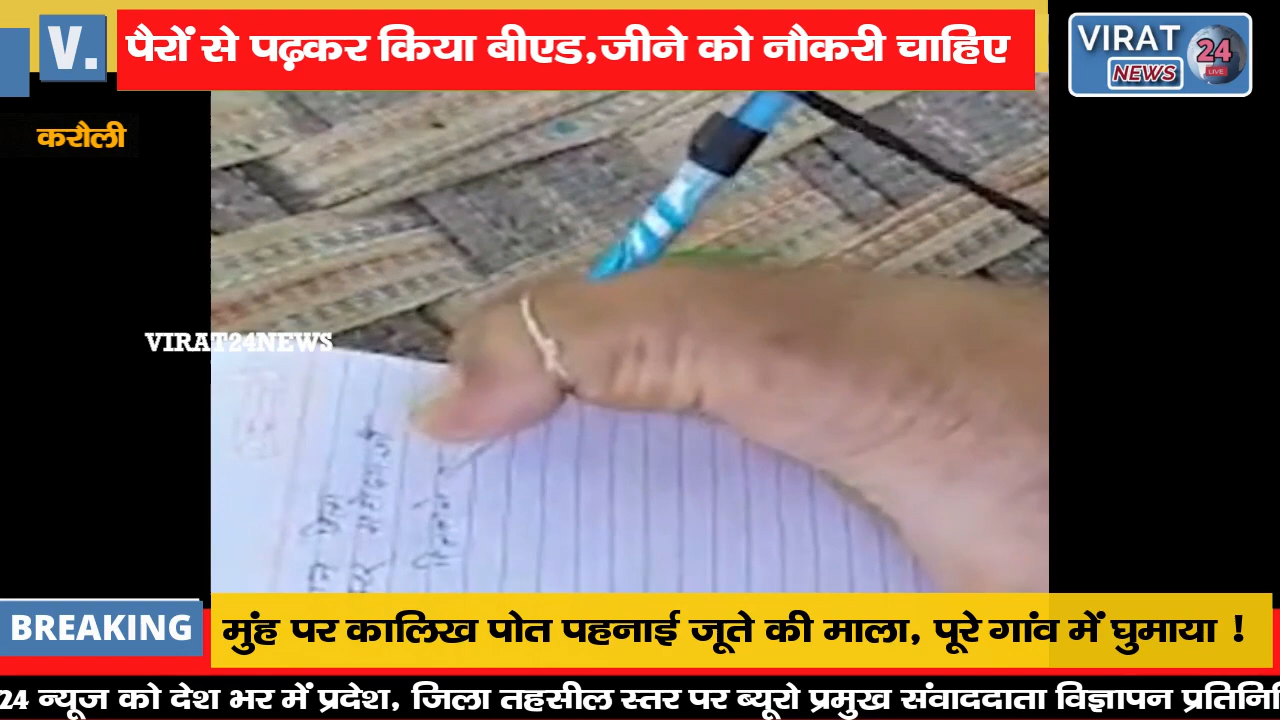 V.
पैरों से पढ़कर किया बीएड,जीने को नौकरी चाहिए
VIRAT
24
NEWS
LIVE
करौली
VIRAT24NEWS
BREAKING
मुंह पर कालिख पोत पहनाई जूते की माला, पूरे गांव में घुमाया !
24 न्यूज को देश भर में प्रदेश, जिला तहसील स्तर पर ब्यूरो प्रमुख संवाददाता विज्ञापन